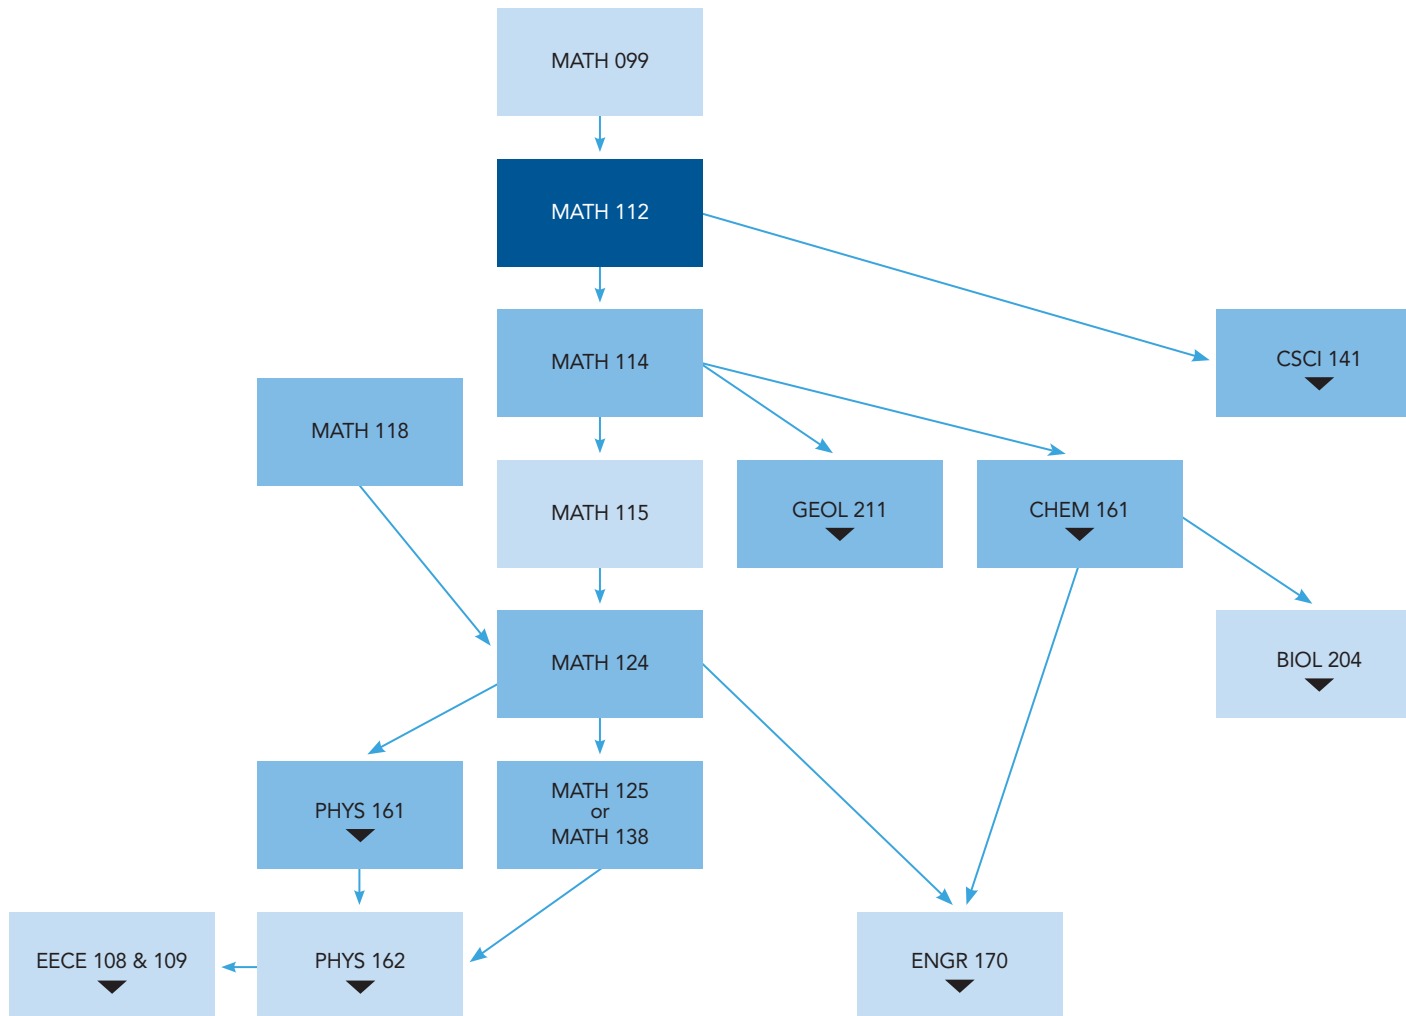 MATH 099
MATH 112
MATH 114
CSCI 141
MATH 118
MATH 115
GEOL 211
CHEM 161
MATH 124
BIOL 204
PHYS 161
MATH 125
or
MATH 138
EECE 108 & 109
PHYS 162
ENGR 170